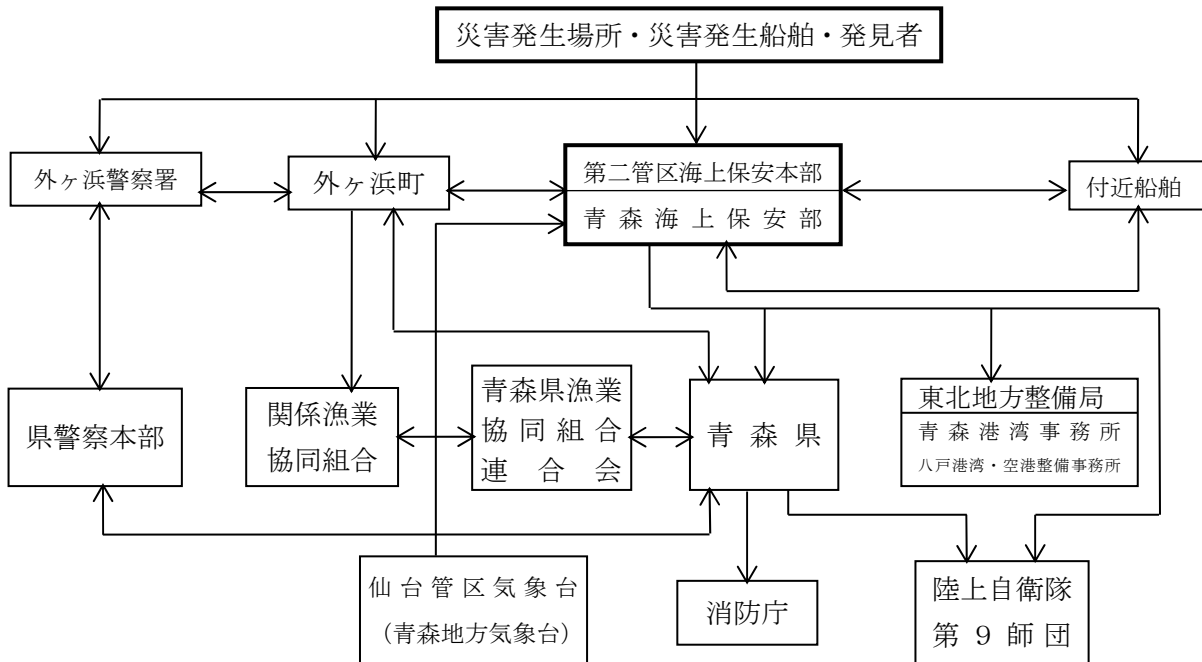 災害発生場所・災害発生船舶・発見者
外ヶ浜警察署
外ヶ浜町
第二管区海上保安本部
青森海上保安部
付近船舶
県警察本部
関係漁業
協同組合
青森県漁業
協同組合
連合会
青森県
東北地方整備局
青森港湾事務所
八戸港湾・空港整備事務所
仙台管区気象台
(青森地方気象台)
消防庁
陸上自衛隊
第9師団